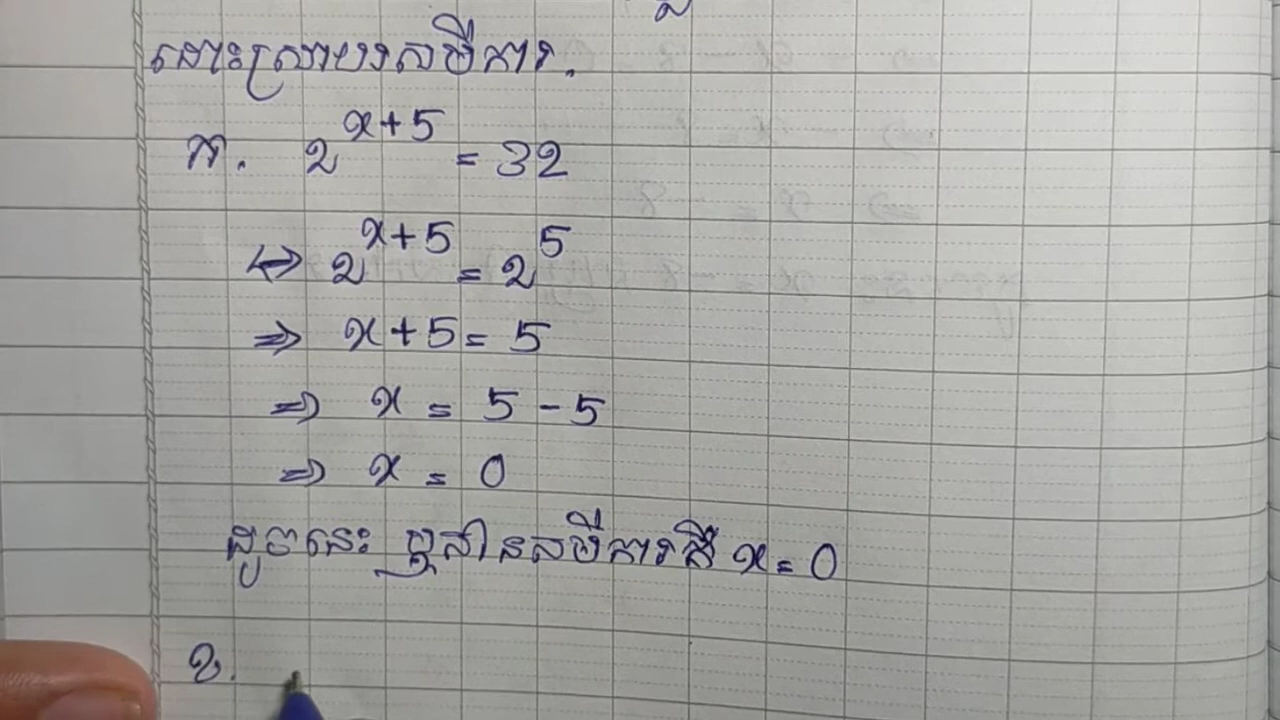 ដោះស្រាយសមីការ.
ក. 2^{x+5} = 32
↔ 2^{x+5} = 2^5
⇒ x+5 = 5
⇒ x = 5 - 5
⇒ x = 0
ដូចនេះ ឬសនៃសមីការគឺ x = 0
ខ.